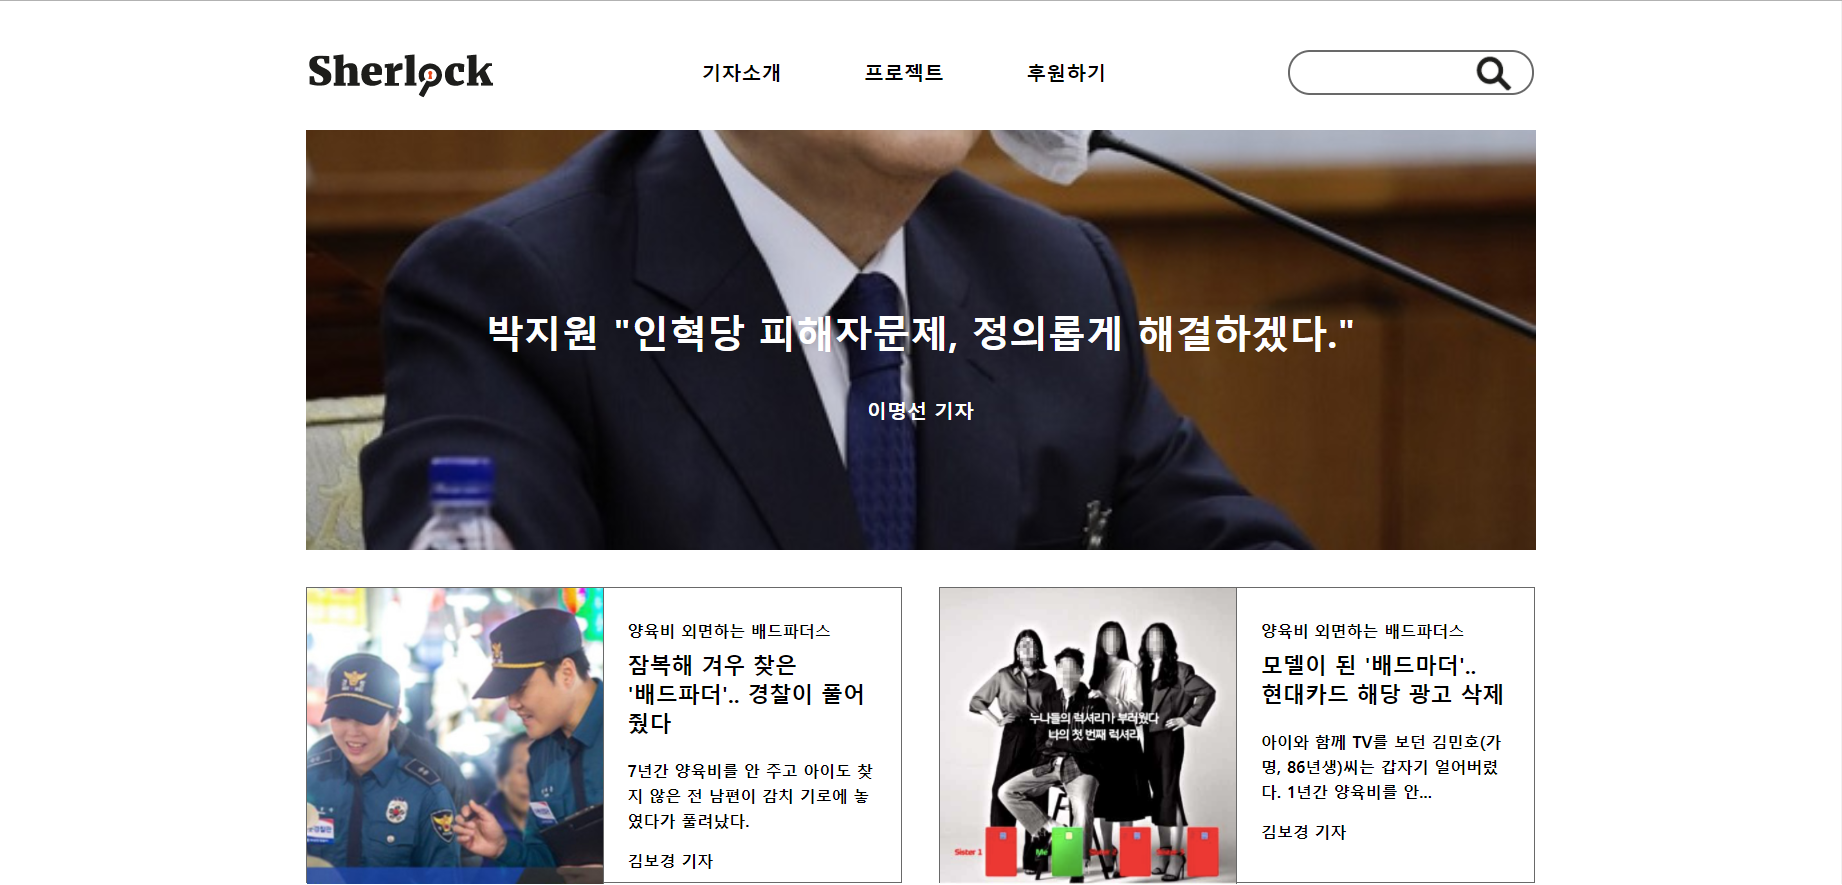 Sherlock
기자소개
프로젝트
후원하기
박지원 "인혁당 피해자문제, 정의롭게 해결하겠다."
이명선 기자
양육비 외면하는 배드파더스
잠복해 겨우 찾은
'배드파더'.. 경찰이 풀어
줬다
7년간 양육비를 안 주고 아이도 찾
지 않은 전 남편이 감치 기로에 놓
였다가 풀려났다.
김보경 기자
누나들의 럭셔리가 부러웠다
나의 첫 번째 럭셔리
Sister 1
Me
양육비 외면하는 배드파더스
모델이 된 '배드마더'..
현대카드 해당 광고 삭제
아이와 함께 TV를 보던 김민호(가
명, 86년생)씨는 갑자기 얼어버렸
다. 1년간 양육비를 안...
김보경 기자